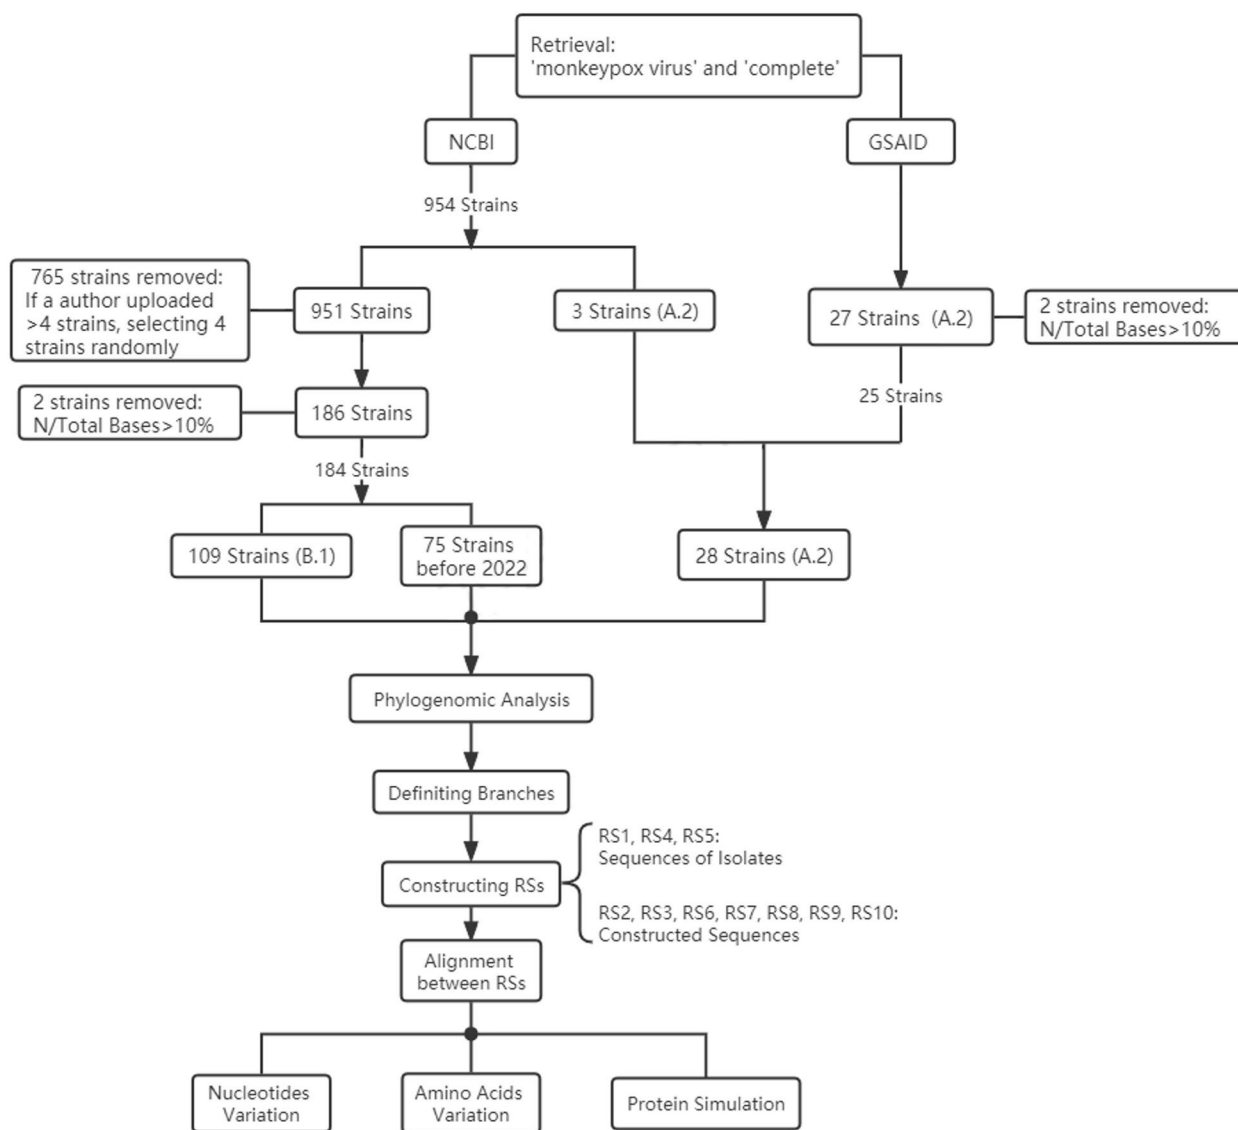 Retrieval:
'monkeypox virus' and 'complete'
NCBI
GSAID
954 Strains
765 strains removed:
If a author uploaded
>4 strains, selecting 4
strains randomly
951 Strains
3 Strains (A.2)
27 Strains (A.2)
2 strains removed:
N/Total Bases>10%
25 Strains
2 strains removed:
N/Total Bases>10%
186 Strains
184 Strains
109 Strains (B.1)
75 Strains
before 2022
28 Strains (A.2)
Phylogenomic Analysis
Definiting Branches
Constructing RSs
RS1, RS4, RS5:
Sequences of Isolates
RS2, RS3, RS6, RS7, RS8, RS9, RS10:
Constructed Sequences
Alignment
between RSs
Nucleotides
Variation
Amino Acids
Variation
Protein Simulation